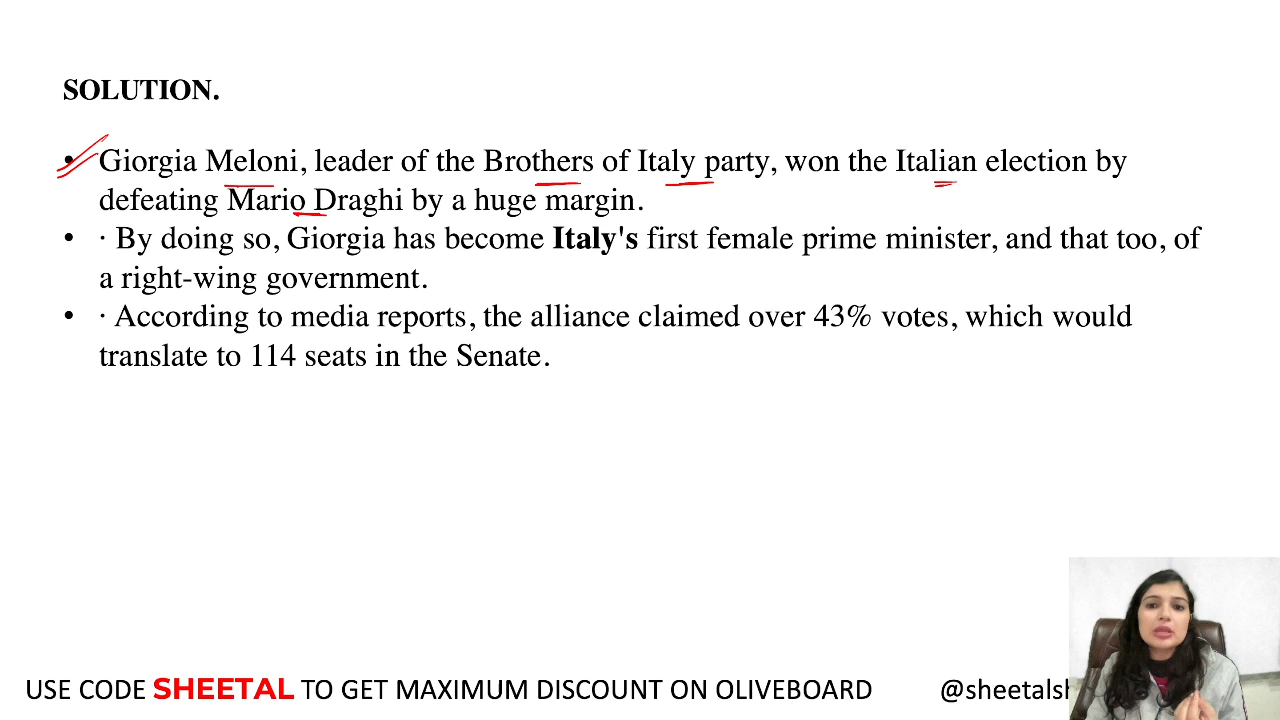 SOLUTION.
• Giorgia Meloni, leader of the Brothers of Italy party, won the Italian election by
defeating Mario Draghi by a huge margin.
• · By doing so, Giorgia has become Italy's first female prime minister, and that too, of
a right-wing government.
• · According to media reports, the alliance claimed over 43% votes, which would
translate to 114 seats in the Senate.
USE CODE SHEETAL TO GET MAXIMUM DISCOUNT ON OLIVEBOARD @sheetalsh